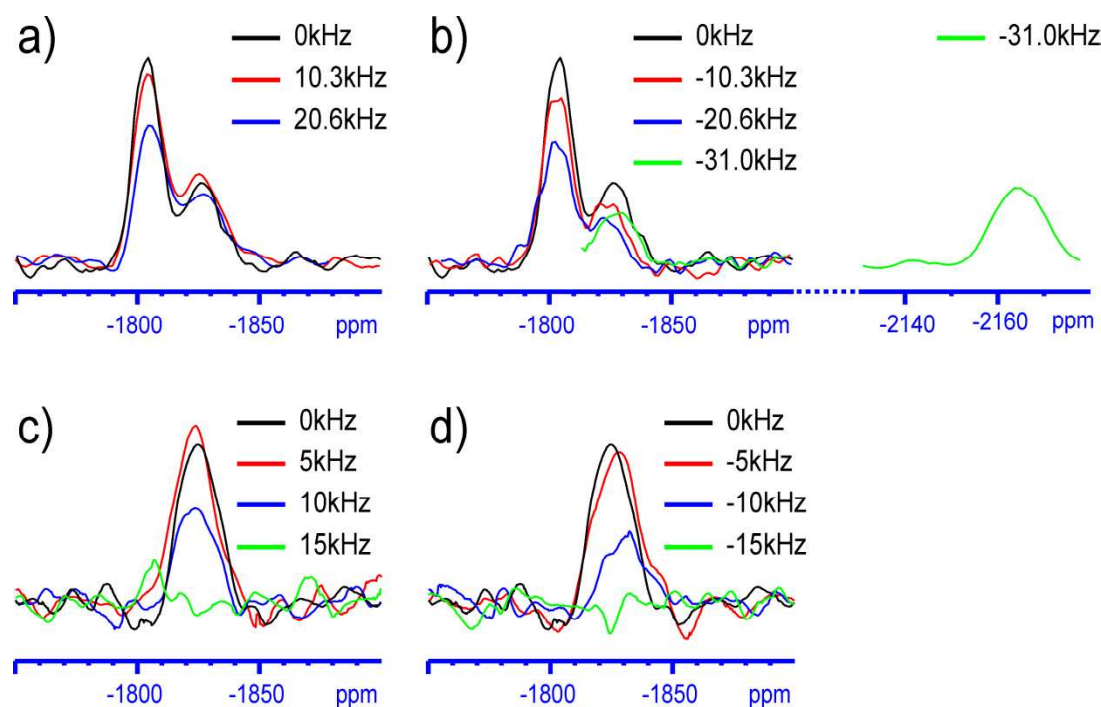 a)
0kHz
10.3kHz
20.6kHz
-1800 -1850 ppm
b)
0kHz
-10.3kHz
-20.6kHz
-31.0kHz
-31.0kHz
-1800 -1850 ppm -2140 -2160 ppm
c)
0kHz
5kHz
10kHz
15kHz
-1800 -1850 ppm
d)
0kHz
-5kHz
-10kHz
-15kHz
-1800 -1850 ppm